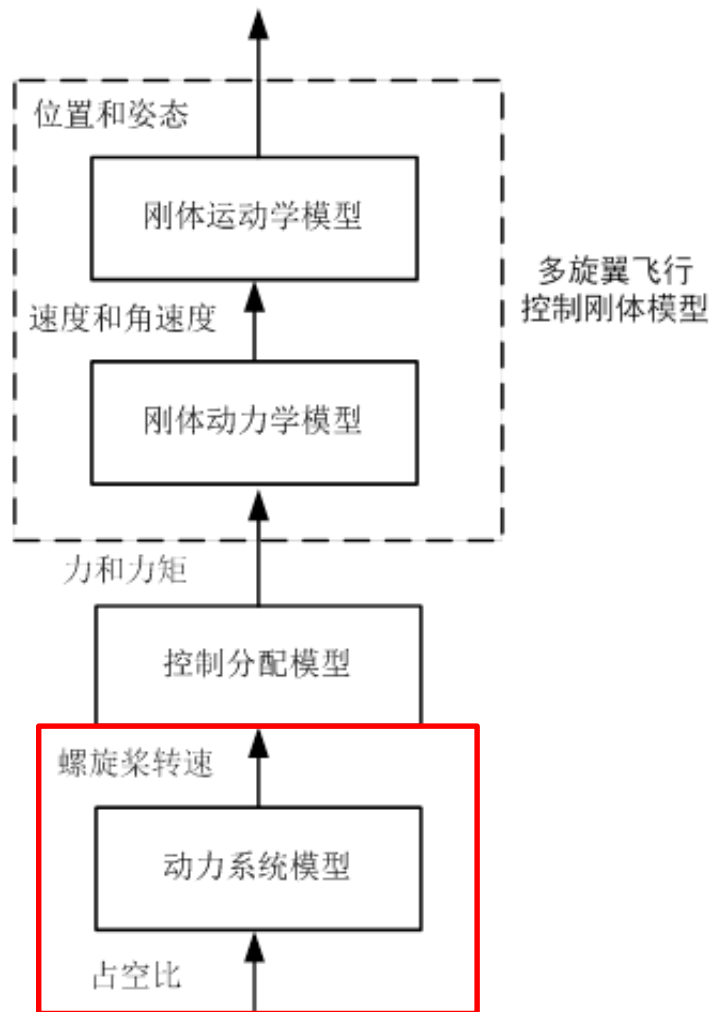 位置和姿态
刚体运动学模型
多旋翼飞行
控制刚体模型
速度和角速度
刚体动力学模型
力和力矩
控制分配模型
螺旋桨转速
动力系统模型
占空比